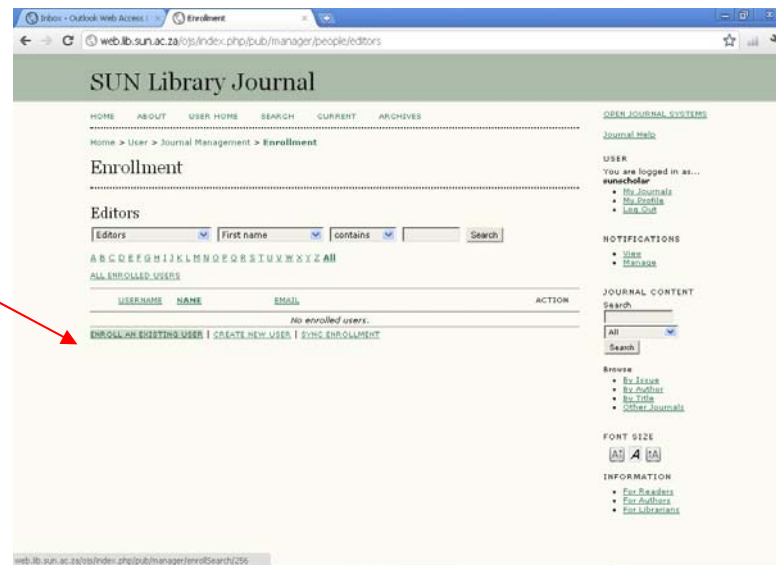 Inbox - Outlook Web Access
Enrollment
web.lib.sun.ac.za/ojs/index.php/pub/manager/people/editors
SUN Library Journal
HOME ABOUT USER HOME SEARCH CURRENT ARCHIVES
Home > User > Journal Management > Enrollment
Enrollment
Editors
Editors First name contains Search
A B C D E F G H I J K L M N O P Q R S T U V W X Y Z All
ALL ENROLLED USERS
USERNAME NAME EMAIL ACTION
No enrolled users.
ENROLL AN EXISTING USER | CREATE NEW USER | SYNC ENROLLMENT
OPEN JOURNAL SYSTEMS
Journal Help
USER
You are logged in as...
sunscholar
My Journals
My Profile
Log Out
NOTIFICATIONS
View
Manage
JOURNAL CONTENT
Search
All
Search
Browse
By Issue
By Author
By Title
Other Journals
FONT SIZE
A A A
INFORMATION
For Readers
For Authors
For Librarians
web.lib.sun.ac.za/ojs/index.php/pub/manager/enrollSearch/256